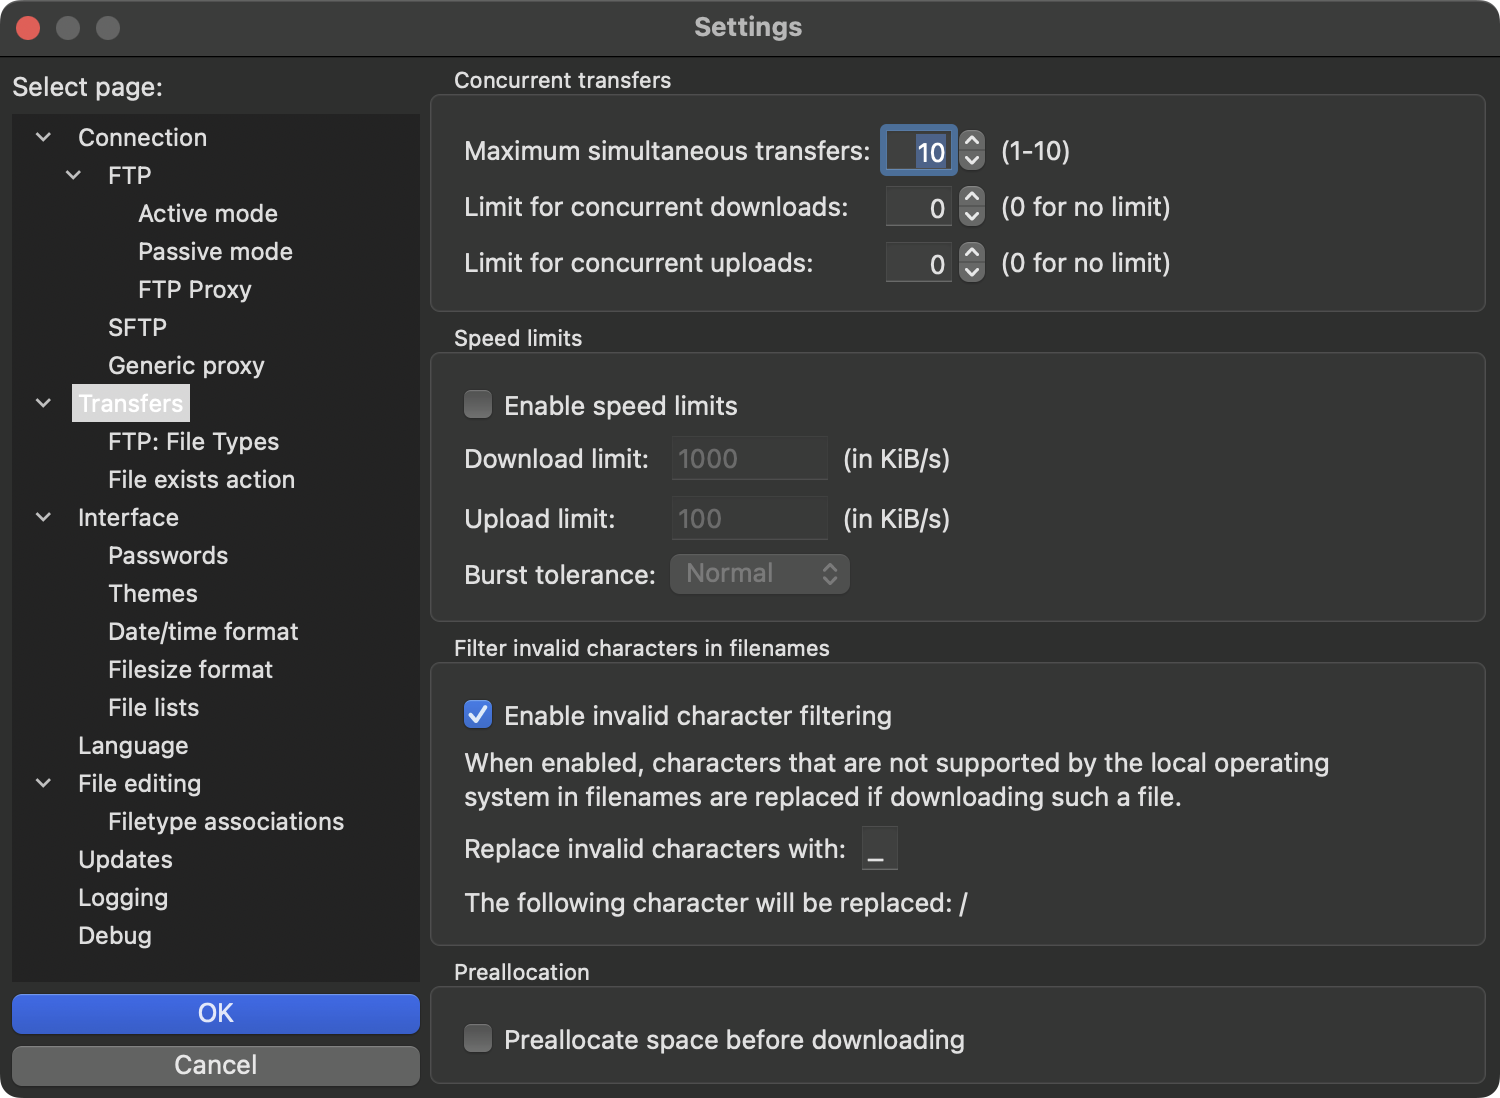 Settings
Select page:
Connection
FTP
Active mode
Passive mode
FTP Proxy
SFTP
Generic proxy
Transfers
FTP: File Types
File exists action
Interface
Passwords
Themes
Date/time format
Filesize format
File lists
Language
File editing
Filetype associations
Updates
Logging
Debug
OK
Cancel
Concurrent transfers
Maximum simultaneous transfers: 10 (1-10)
Limit for concurrent downloads: 0 (0 for no limit)
Limit for concurrent uploads: 0 (0 for no limit)
Speed limits
Enable speed limits
Download limit: 1000 (in KiB/s)
Upload limit: 100 (in KiB/s)
Burst tolerance: Normal
Filter invalid characters in filenames
Enable invalid character filtering
When enabled, characters that are not supported by the local operating
system in filenames are replaced if downloading such a file.
Replace invalid characters with: _
The following character will be replaced: /
Preallocation
Preallocate space before downloading